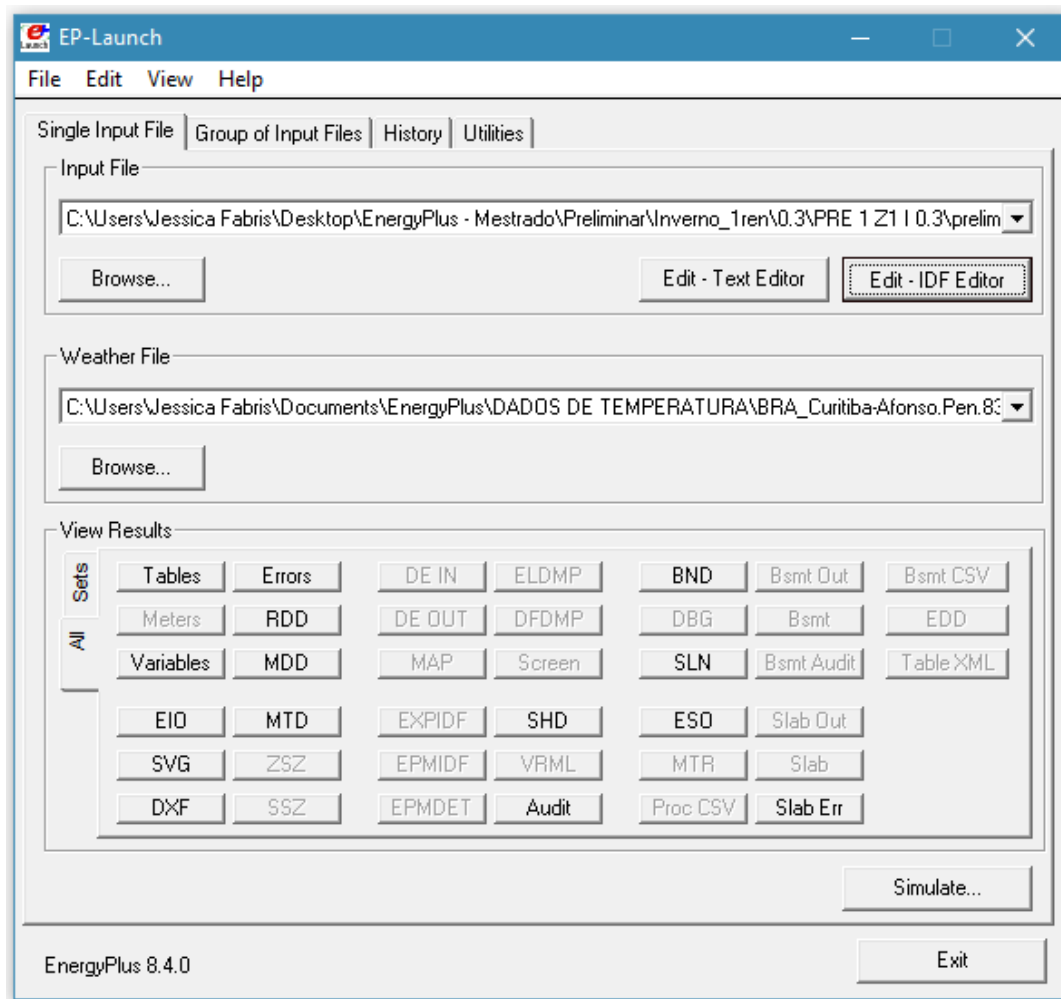 EP-Launch
File Edit View Help
Single Input File Group of Input Files History Utilities
Input File
C:\Users\Jessica Fabris\Desktop\EnergyPlus - Mestrado\Preliminar\Inverno_1ren\0.3\PRE 1 Z1 I 0.3\prelim
Browse... Edit - Text Editor Edit - IDF Editor
Weather File
C:\Users\Jessica Fabris\Documents\EnergyPlus\DADOS DE TEMPERATURA\BRA_Curitiba-Afonso.Pen.83
Browse...
View Results
Sets
All
Tables Errors DE IN ELDMP BND Bsmt Out Bsmt CSV
Meters RDD DE OUT DFDMP DBG Bsmt EDD
Variables MDD MAP Screen SLN Bsmt Audit Table XML
EIO MTD EXPIDF SHD ESO Slab Out
SVG ZSZ EPMIDF VRML MTR Slab
DXF SSZ EPMDET Audit Proc CSV Slab Err
Simulate...
EnergyPlus 8.4.0 Exit